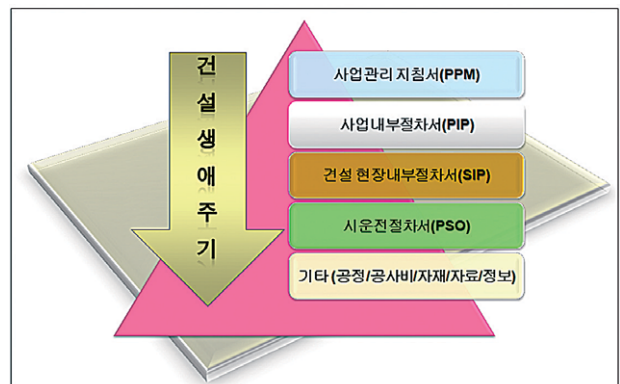 건설생애주기
사업관리 지침서(PPM)
사업내부절차서(PIP)
건설 현장내부절차서(SIP)
시운전절차서(PSO)
기타 (공정/공사비/자재/자료/정보)